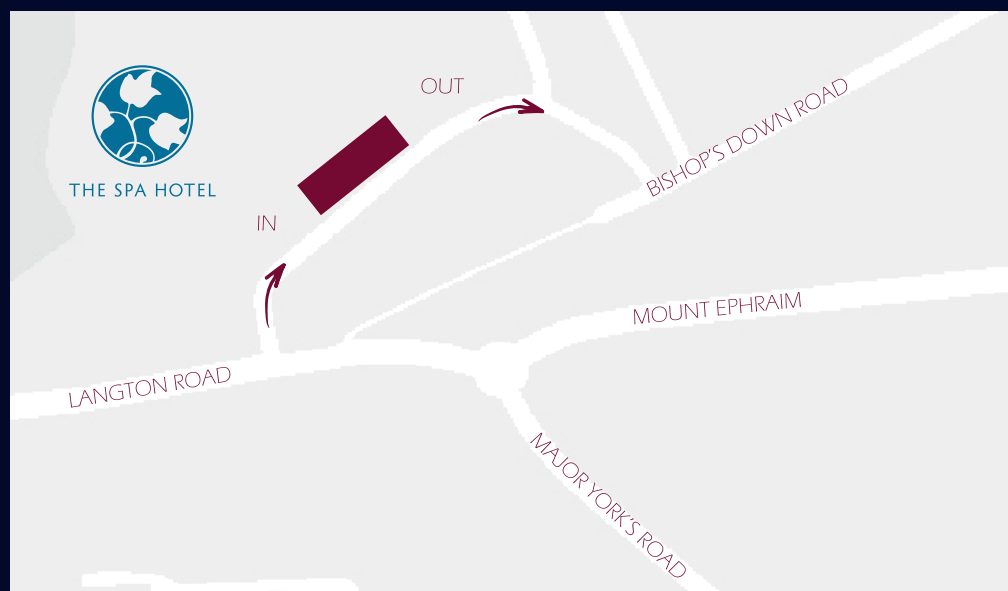 OUT
THE SPA HOTEL
IN
BISHOP'S DOWN ROAD
MOUNT EPHRAIM
LANGTON ROAD
MAJOR YORK'S ROAD